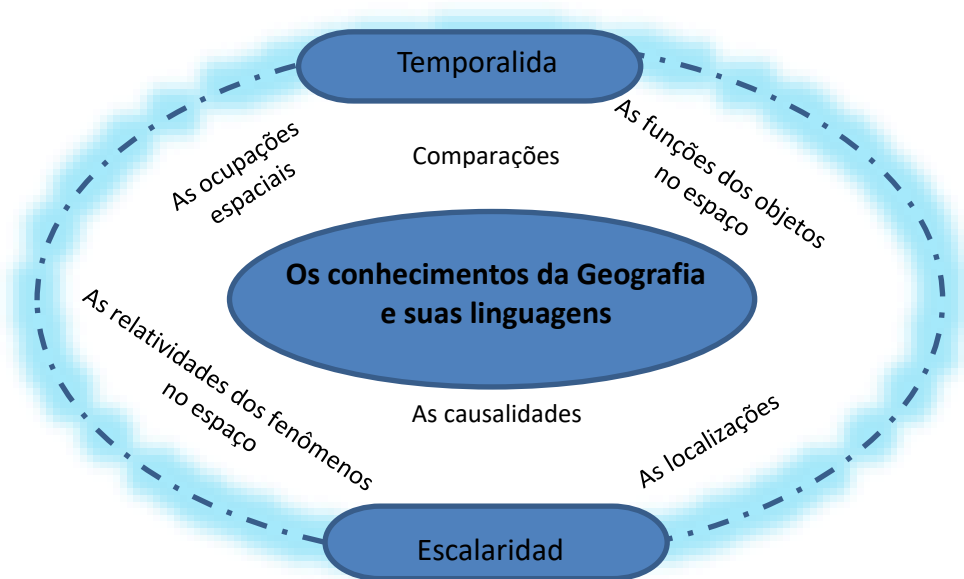 Temporalida
As ocupações
espaciais
Comparações
As funções dos objetos
no espaço
Os conhecimentos da Geografia
e suas linguagens
As relatividades dos fenômenos
no espaço
As causalidades
As localizações
Escalaridad